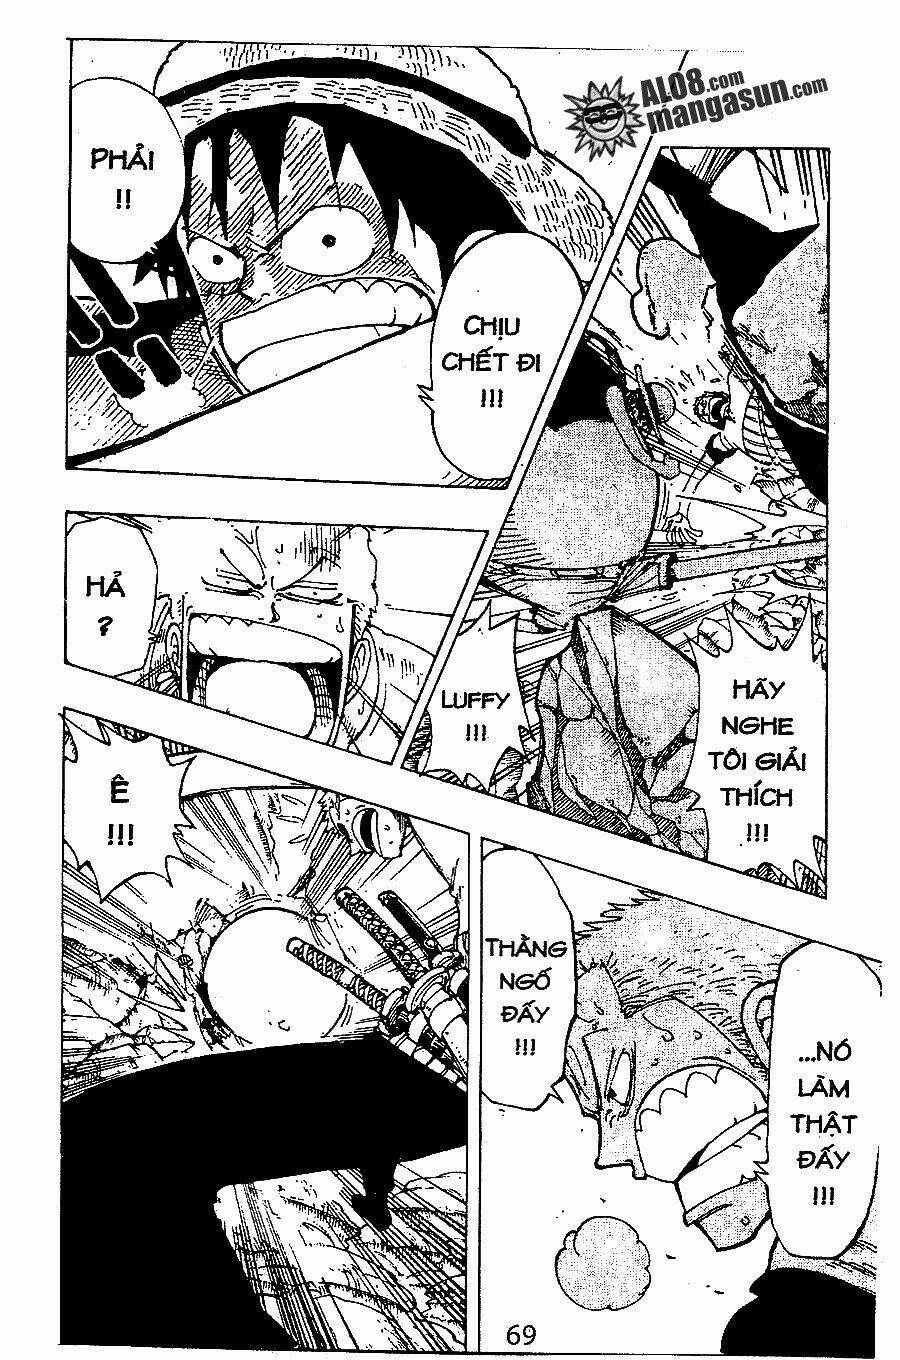 AL08.com
mangasun.com
PHẢI
!!
CHỊU
CHẾT ĐI
!!!
HÃY
NGHE
TÔI GIẢI
THÍCH
!!!
LUFFY
!!!
HẢ
?
Ê
!!!
...NÓ
LÀM
THẬT
ĐẤY
!!!
THẰNG
NGỐ
ĐẤY
!!!
69